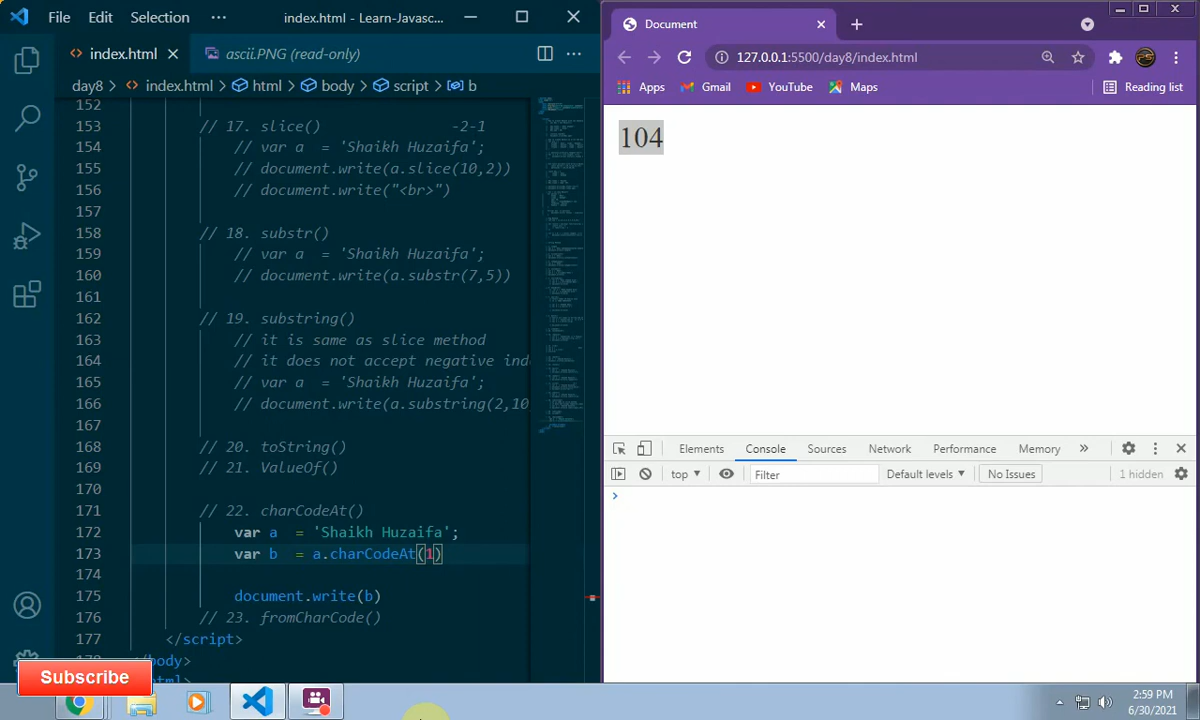 File Edit Selection ··· index.html - Learn-Javasc...
index.html ascii.PNG (read-only) ···
day8 > index.html > html > body > script > b
152
153 // 17. slice() -2-1
154 // var a = 'Shaikh Huzaifa';
155 // document.write(a.slice(10,2))
156 // document.write("<br>")
157
158 // 18. substr()
159 // var a = 'Shaikh Huzaifa';
160 // document.write(a.substr(7,5))
161
162 // 19. substring()
163 // it is same as slice method
164 // it does not accept negative ind
165 // var a = 'Shaikh Huzaifa';
166 // document.write(a.substring(2,10
167
168 // 20. toString()
169 // 21. ValueOf()
170
171 // 22. charCodeAt()
172 var a = 'Shaikh Huzaifa';
173 var b = a.charCodeAt(1)
174
175 document.write(b)
176 // 23. fromCharCode()
177 </script>
</body>
Subscribe
Document
127.0.0.1:5500/day8/index.html
Apps Gmail YouTube Maps Reading list
104
Elements Console Sources Network Performance Memory »
top Filter Default levels No Issues 1 hidden
2:59 PM
6/30/2021